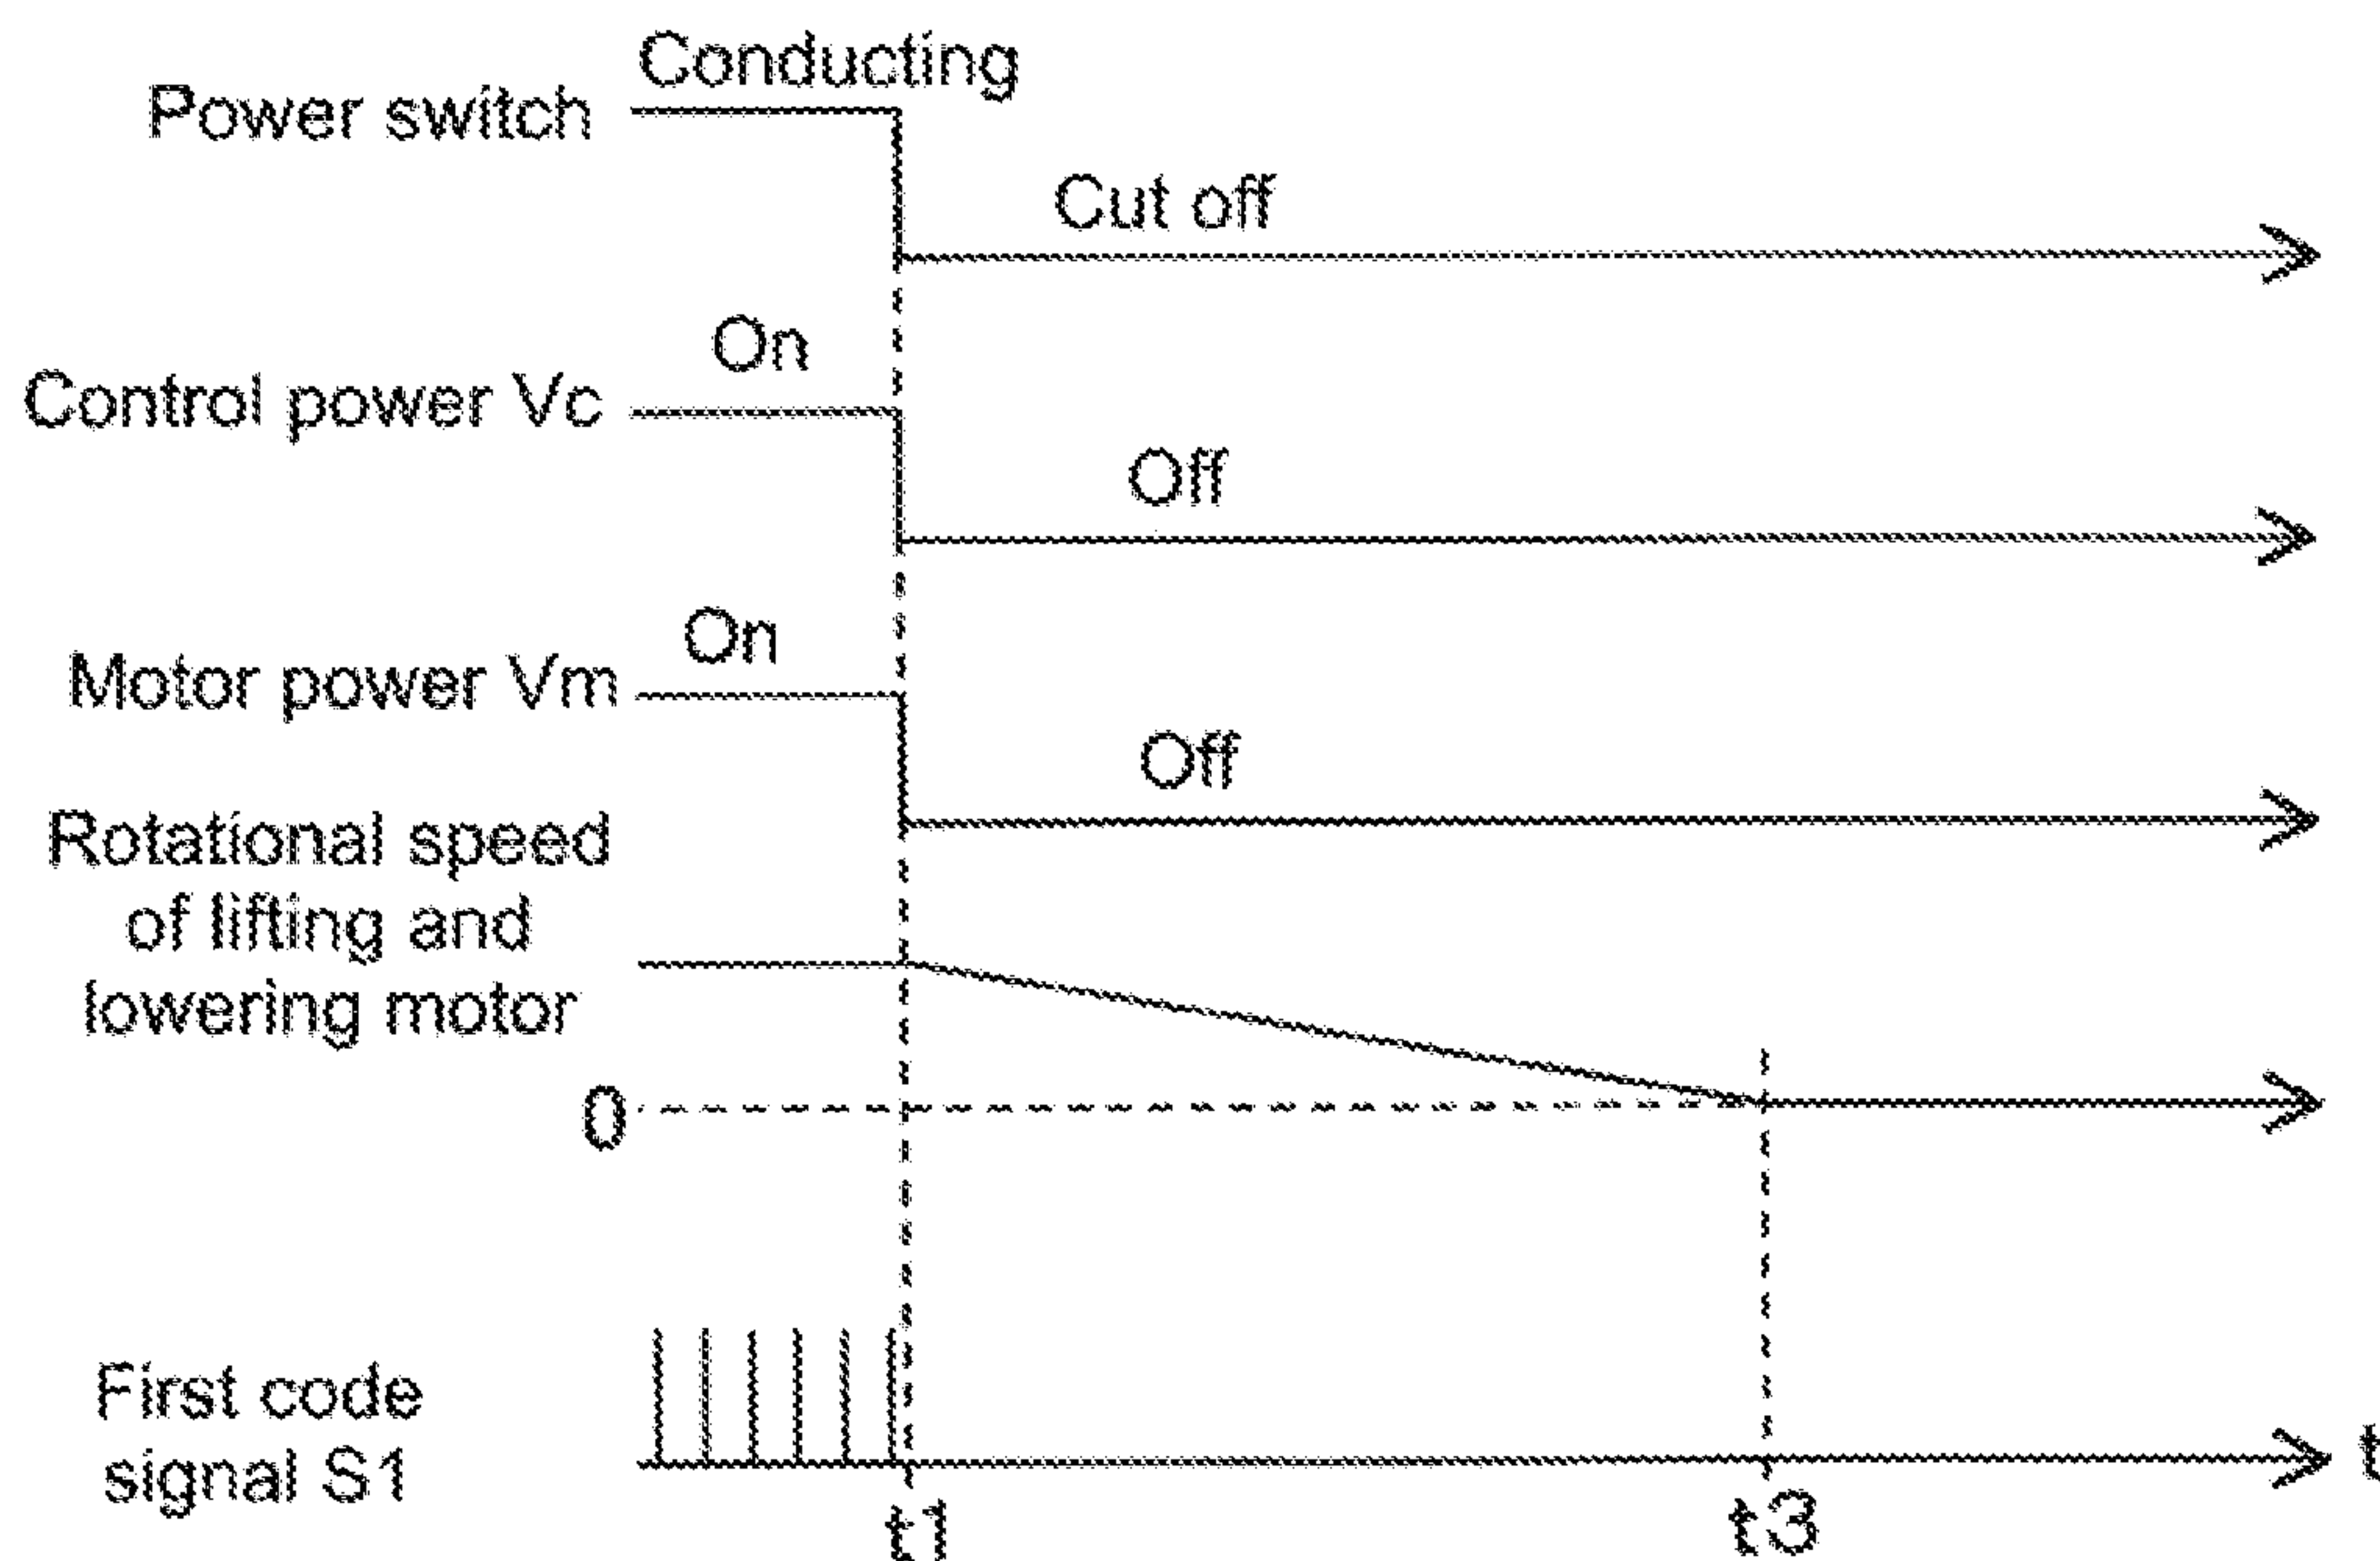 Conducting
Power switch
Cut off
On
Control power Vc
Off
On
Motor power Vm
Off
Rotational speed
of lifting and
lowering motor
0
First code
signal S1
t
t1
t3